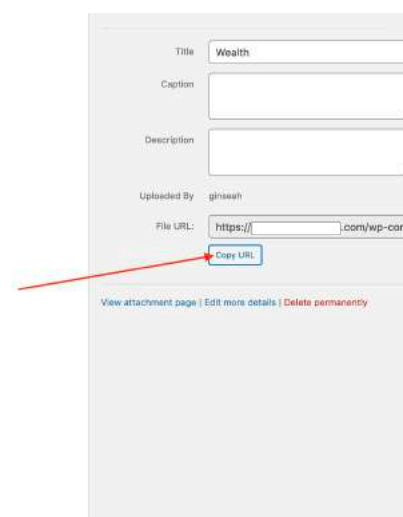 Title
Wealth
Caption
Description
Uploaded By ginseah
File URL: https:// .com/wp-con
Copy URL
View attachment page | Edit more details | Delete permanently